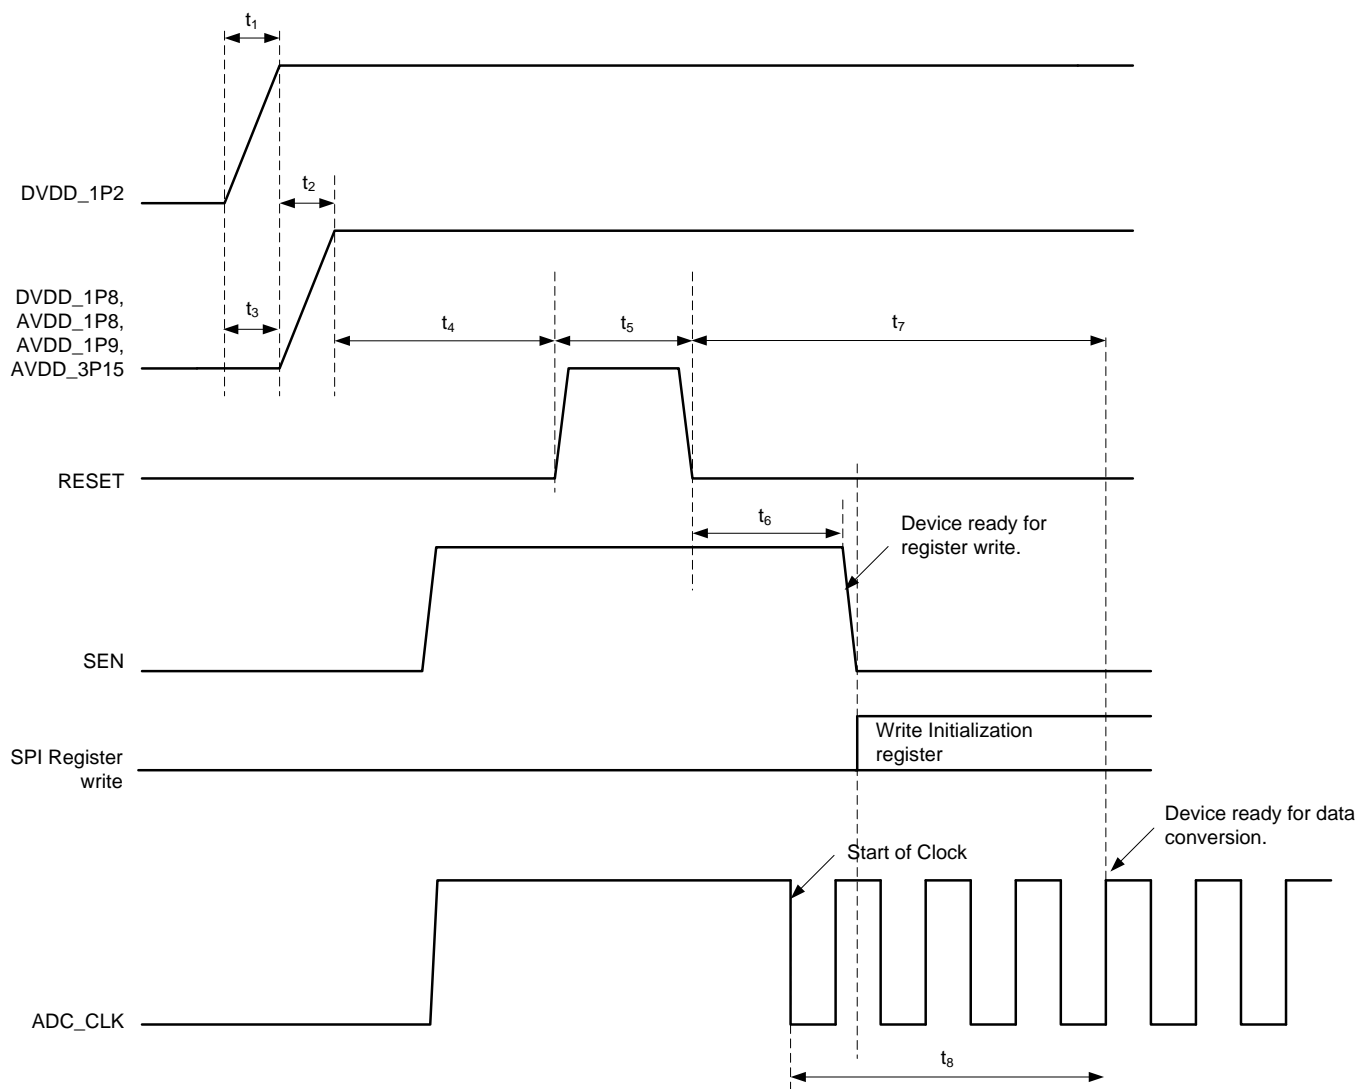 t1
DVDD_1P2
t2
DVDD_1P8,
AVDD_1P8,
AVDD_1P9,
AVDD_3P15
t3
t4
t5
t7
RESET
t6
Device ready for
register write.
SEN
SPI Register
write
Write Initialization
register
Device ready for data
conversion.
Start of Clock
ADC_CLK
t8